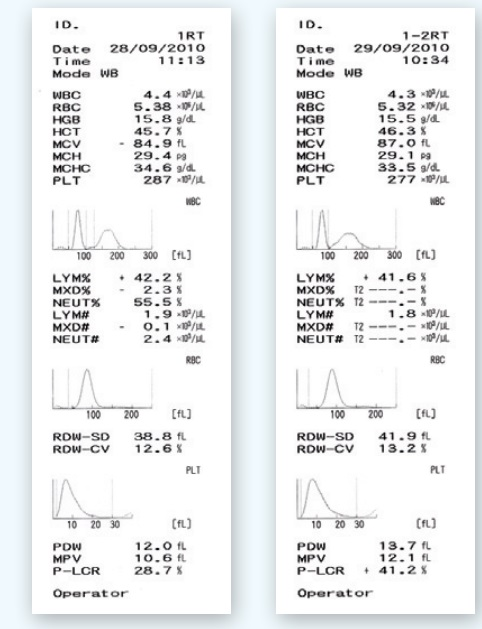 ID.
1RT
Date 28/09/2010
Time 11:13
Mode WB
WBC 4.4 ×10³/µL
RBC 5.38 ×10⁶/µL
HGB 15.8 g/dL
HCT 45.7 %
MCV - 84.9 fL
MCH 29.4 pg
MCHC 34.6 g/dL
PLT 287 ×10³/µL
WBC
100 200 300 [fL]
LYM% + 42.2 %
MXD% - 2.3 %
NEUT% 55.5 %
LYM# 1.9 ×10³/µL
MXD# - 0.1 ×10³/µL
NEUT# 2.4 ×10³/µL
RBC
100 200 [fL]
RDW-SD 38.8 fL
RDW-CV 12.6 %
PLT
10 20 30 [fL]
PDW 12.0 fL
MPV 10.6 fL
P-LCR 28.7 %
Operator
ID.
1-2RT
Date 29/09/2010
Time 10:34
Mode WB
WBC 4.3 ×10³/µL
RBC 5.32 ×10⁶/µL
HGB 15.5 g/dL
HCT 46.3 %
MCV 87.0 fL
MCH 29.1 pg
MCHC 33.5 g/dL
PLT 277 ×10³/µL
WBC
100 200 300 [fL]
LYM% + 41.6 %
MXD% T2 ---.- %
NEUT% T2 ---.- %
LYM# 1.8 ×10³/µL
MXD# T2 ---.- ×10³/µL
NEUT# T2 ---.- ×10³/µL
RBC
100 200 [fL]
RDW-SD 41.9 fL
RDW-CV 13.2 %
PLT
10 20 30 [fL]
PDW 13.7 fL
MPV 12.1 fL
P-LCR + 41.2 %
Operator